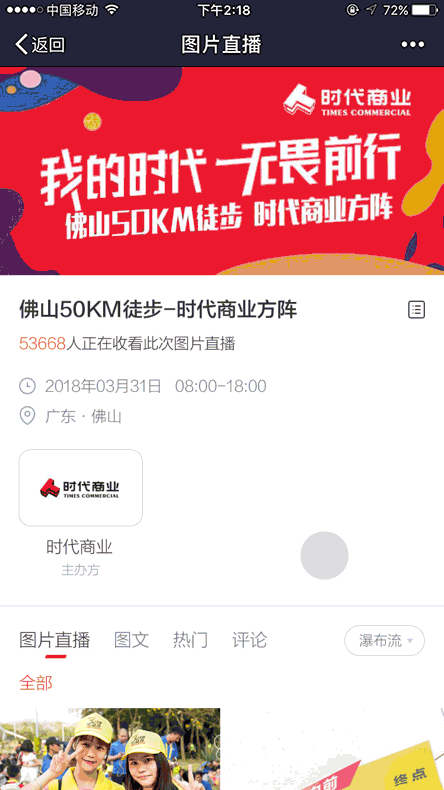 中国移动 下午2:18 72%
返回 图片直播
时代商业
TIMES COMMERCIAL
我的时代 一无畏前行
佛山50KM徒步 时代商业方阵
佛山50KM徒步-时代商业方阵
53668人正在收看此次图片直播
2018年03月31日 08:00-18:00
广东·佛山
时代商业
TIMES COMMERCIAL
时代商业
主办方
图片直播 图文 热门 评论 瀑布流
全部
终点
前